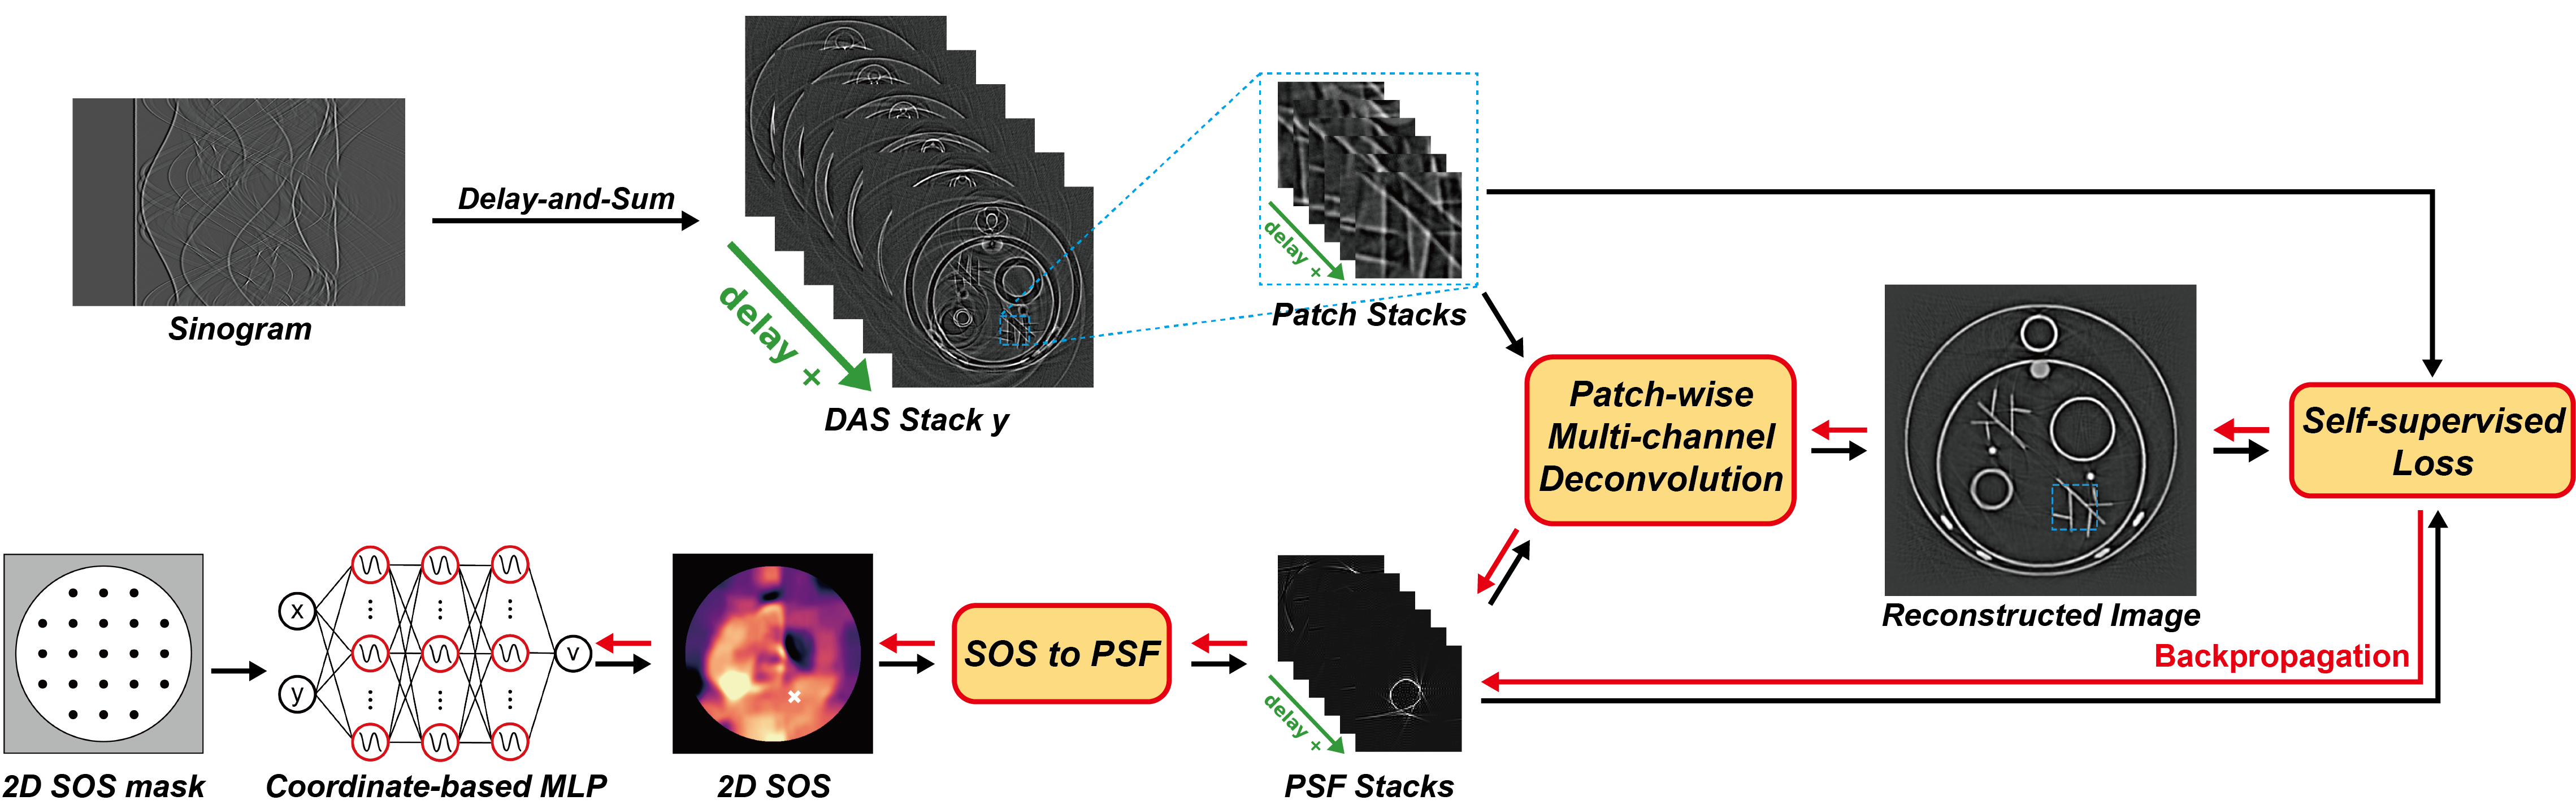 Sinogram
Delay-and-Sum
delay +
DAS Stack y
delay +
Patch Stacks
Patch-wise
Multi-channel
Deconvolution
Reconstructed Image
Self-supervised
Loss
Backpropagation
2D SOS mask
x
y
v
Coordinate-based MLP
2D SOS
SOS to PSF
delay +
PSF Stacks